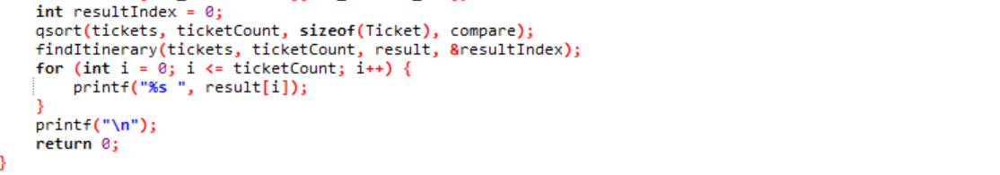 int resultIndex = 0;
qsort(tickets, ticketCount, sizeof(Ticket), compare);
findItinerary(tickets, ticketCount, result, &resultIndex);
for (int i = 0; i <= ticketCount; i++) {
printf("%s ", result[i]);
}
printf("\n");
return 0;
}